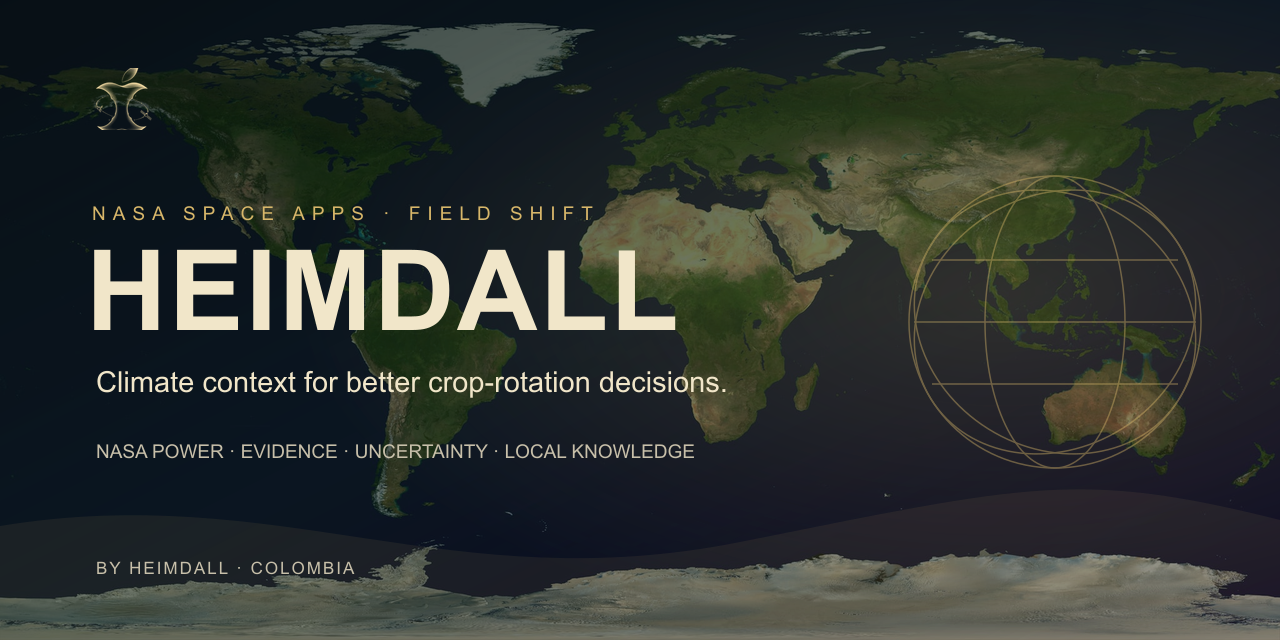 NASA SPACE APPS · FIELD SHIFT
HEIMDALL
Climate context for better crop-rotation decisions.
NASA POWER · EVIDENCE · UNCERTAINTY · LOCAL KNOWLEDGE
BY HEIMDALL · COLOMBIA